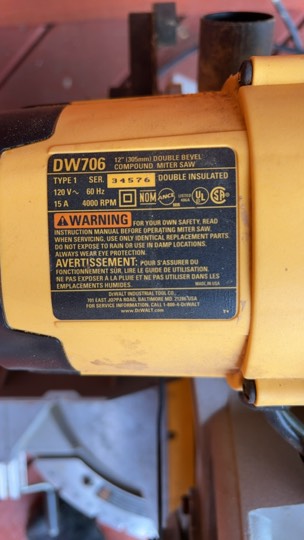 DW706 12" (305mm) DOUBLE BEVEL
COMPOUND MITER SAW
TYPE 1 SER. 34576 DOUBLE INSULATED
120 V~ 60 Hz
15 A 4000 RPM NOM ANCE UL SA
WARNING FOR YOUR OWN SAFETY, READ
INSTRUCTION MANUAL BEFORE OPERATING MITER SAW.
WHEN SERVICING, USE ONLY IDENTICAL REPLACEMENT PARTS.
DO NOT EXPOSE TO RAIN OR USE IN DAMP LOCATIONS.
ALWAYS WEAR EYE PROTECTION.
AVERTISSEMENT: POUR S'ASSURER DU
FONCTIONNEMENT SUR. LIRE LE GUIDE DE UTILISATION.
NE PAS EXPOSER À LA PLUIE ET NE PAS UTILISER DANS LES
EMPLACEMENTS HUMIDES. MADE IN USA
DeWALT INDUSTRIAL TOOL CO.,
701 EAST JOPPA ROAD, BALTIMORE MD. 21286 USA
FOR SERVICE INFORMATION, CALL 1-800-4-DeWALT
www.DeWALT.com